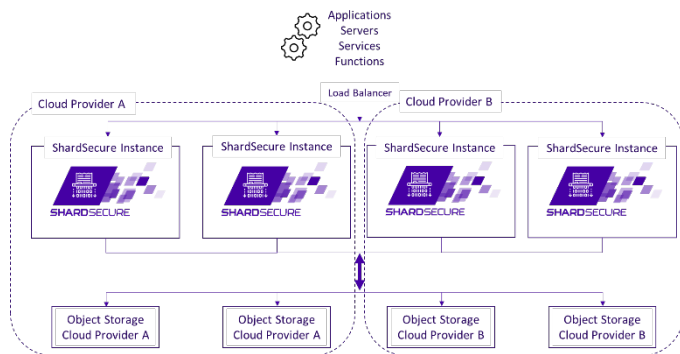 Applications
Servers
Services
Functions
Load Balancer
Cloud Provider A
Cloud Provider B
ShardSecure Instance
ShardSecure Instance
ShardSecure Instance
ShardSecure Instance
SHARDSECURE
SHARDSECURE
SHARDSECURE
SHARDSECURE
Object Storage
Cloud Provider A
Object Storage
Cloud Provider A
Object Storage
Cloud Provider B
Object Storage
Cloud Provider B